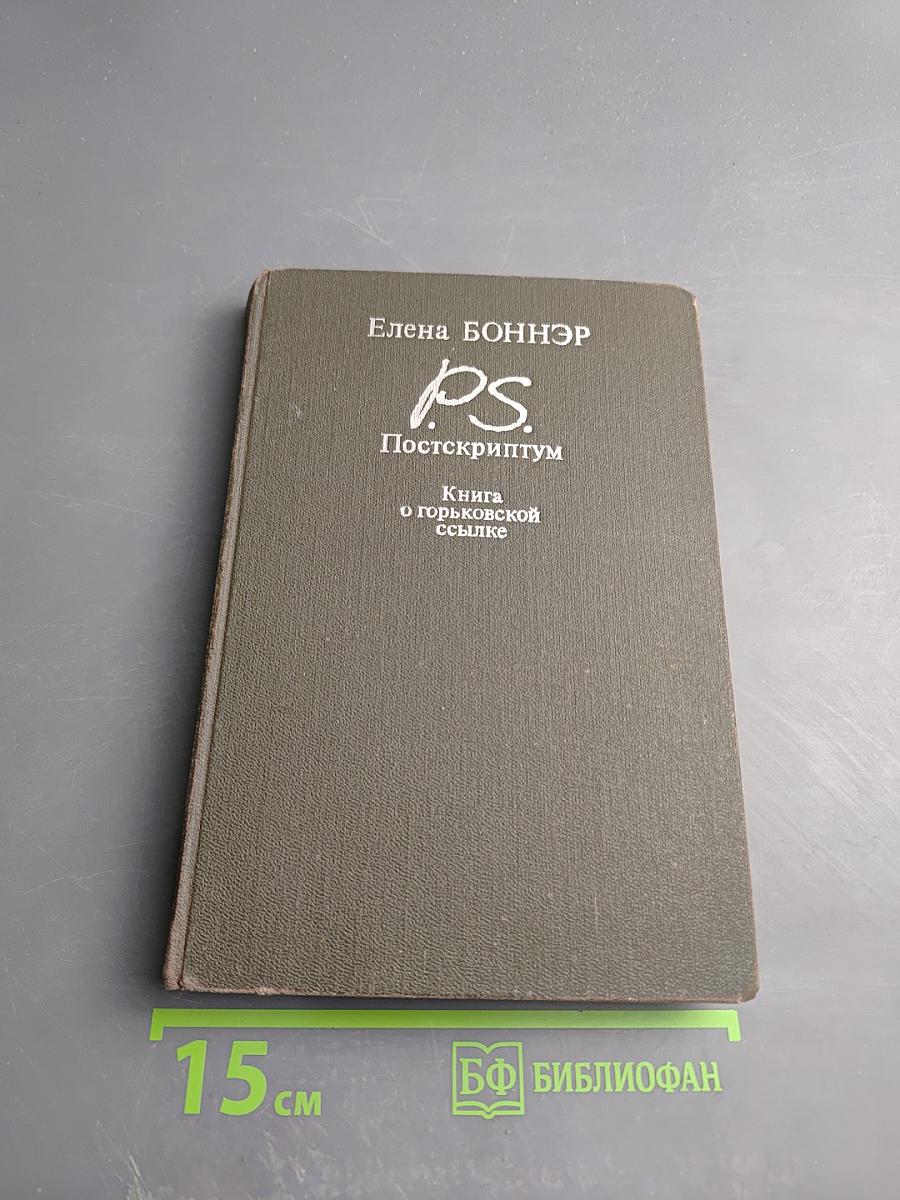 Елена БОННЭР
P.S.
Постскриптум
Книга
о горьковской
ссылке
15 см
БФ БИБЛИОФАН